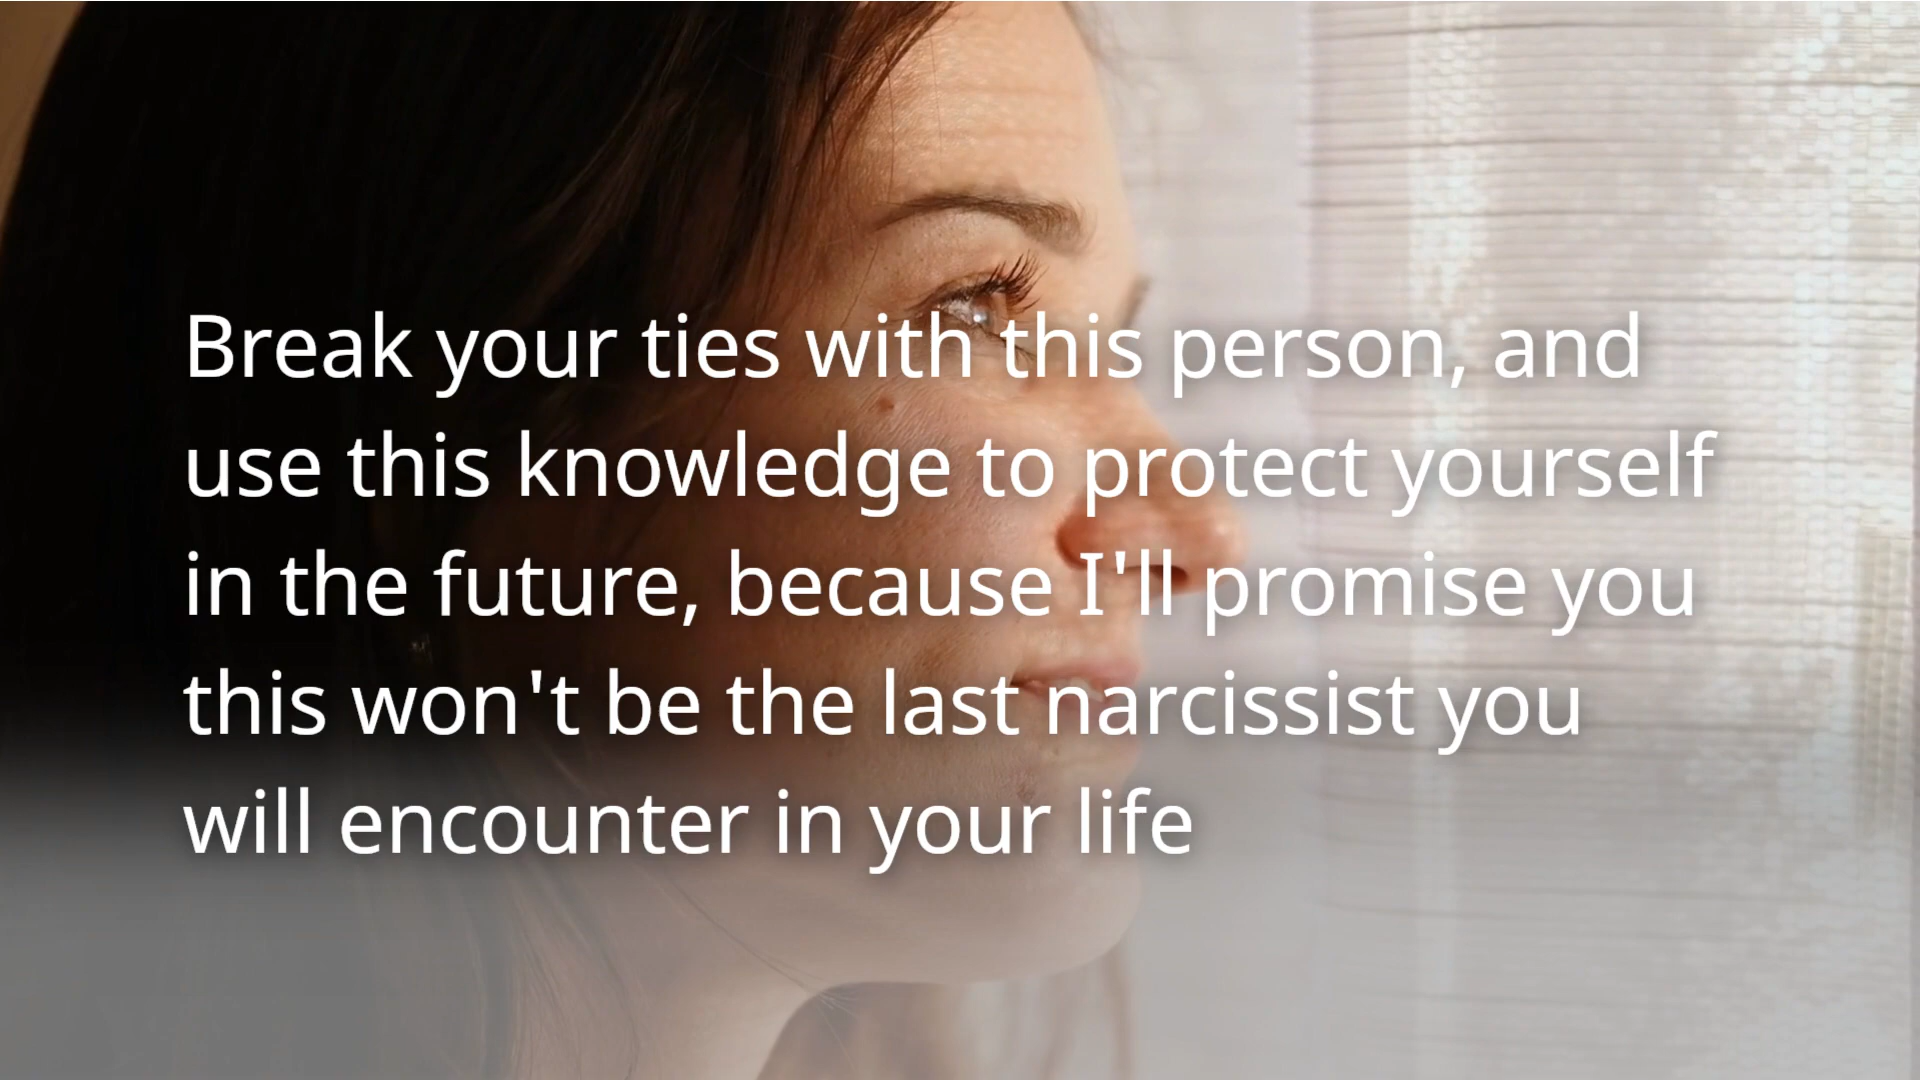 Break your ties with this person, and
use this knowledge to protect yourself
in the future, because I'll promise you
this won't be the last narcissist you
will encounter in your life